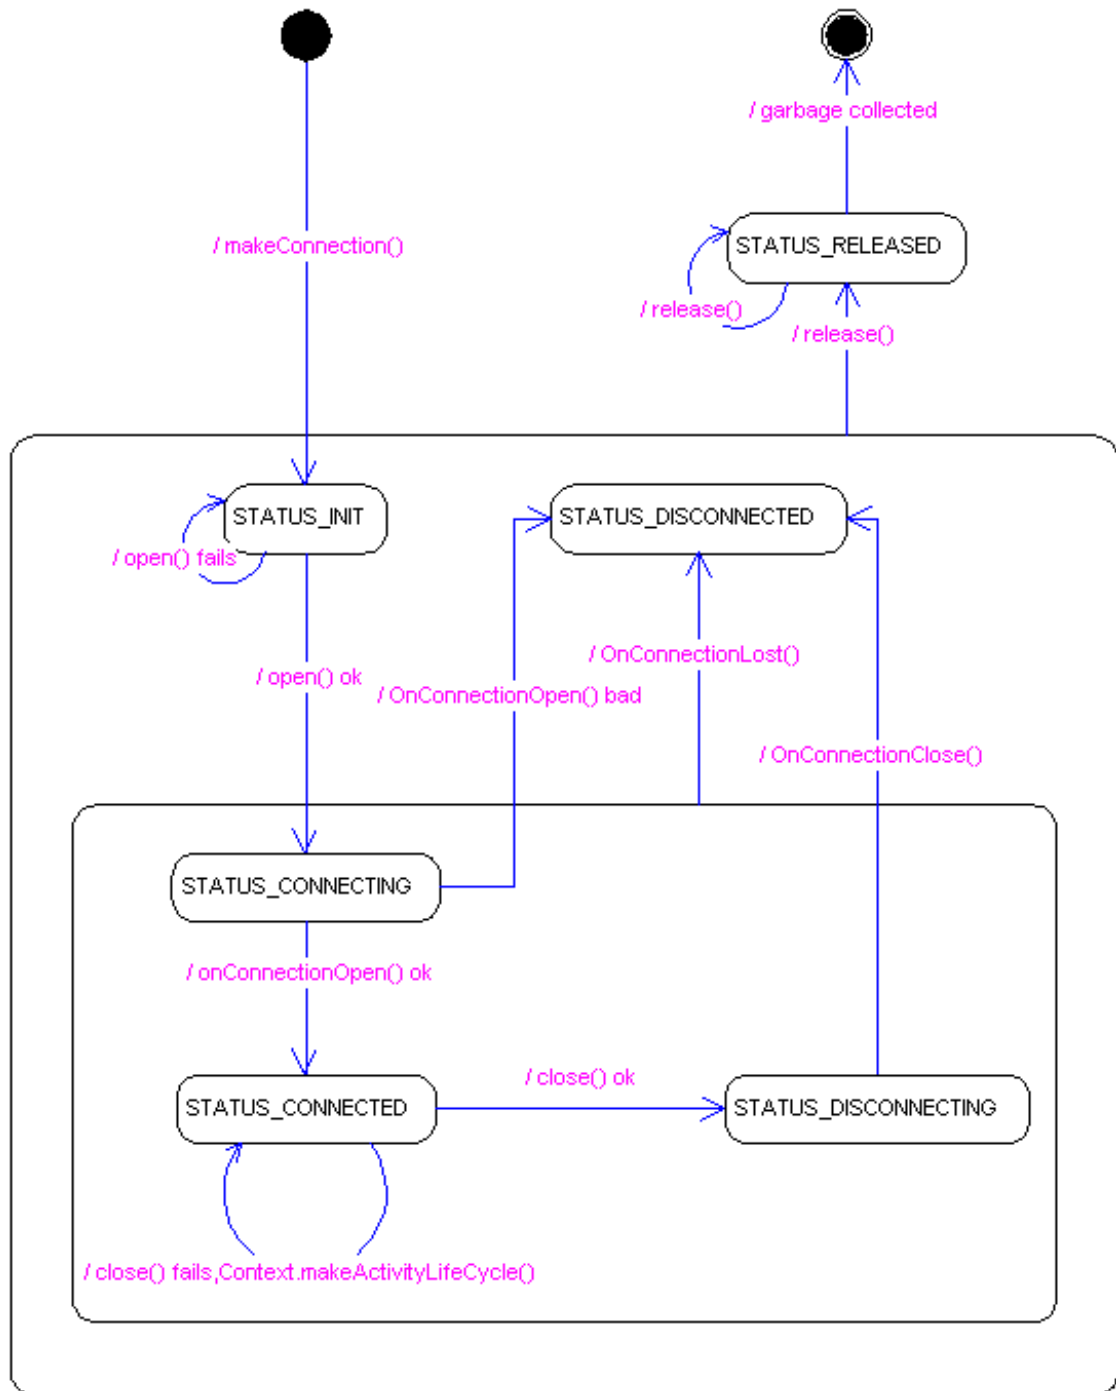 / garbage collected
/ makeConnection()
STATUS_RELEASED
/ release()
/ release()
STATUS_INIT
STATUS_DISCONNECTED
/ open() fails
/ OnConnectionLost()
/ open() ok
/ OnConnectionOpen() bad
/ OnConnectionClose()
STATUS_CONNECTING
/ onConnectionOpen() ok
/ close() ok
STATUS_CONNECTED
STATUS_DISCONNECTING
/ close() fails,Context.makeActivityLifeCycle()